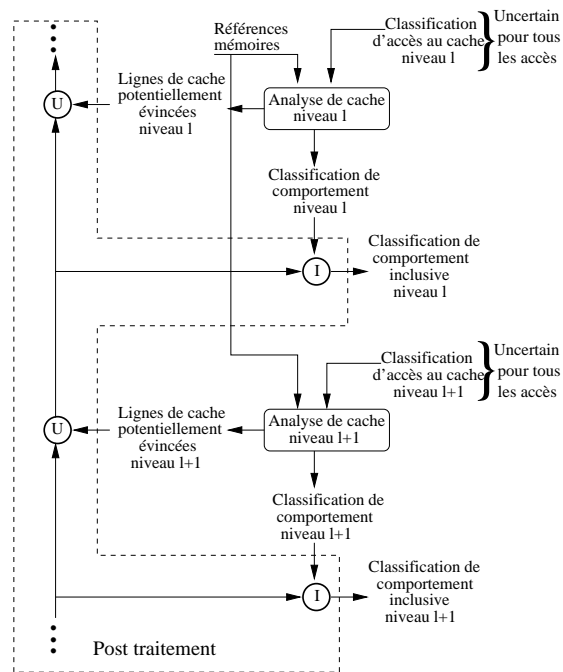 Références
mémoires
Classification
d'accès au cache
niveau l
Uncertain
pour tous
les accès
Lignes de cache
potentiellement
évincées
niveau l
U
Analyse de cache
niveau l
Classification de
comportement
niveau l
I
Classification de
comportement
inclusive
niveau l
Classification
d'accès au cache
niveau l+1
Uncertain
pour tous
les accès
U
Lignes de cache
potentiellement
évincées
niveau l+1
Analyse de cache
niveau l+1
Classification de
comportement
niveau l+1
I
Classification de
comportement
inclusive
niveau l+1
Post traitement